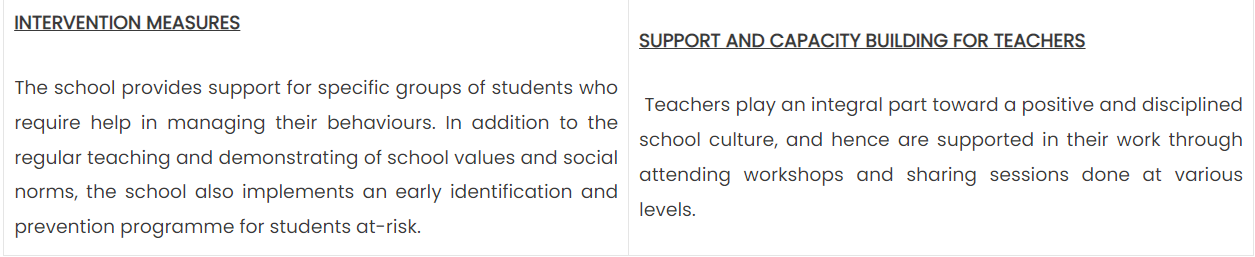 INTERVENTION MEASURES
The school provides support for specific groups of students who
require help in managing their behaviours. In addition to the
regular teaching and demonstrating of school values and social
norms, the school also implements an early identification and
prevention programme for students at-risk.
SUPPORT AND CAPACITY BUILDING FOR TEACHERS
Teachers play an integral part toward a positive and disciplined
school culture, and hence are supported in their work through
attending workshops and sharing sessions done at various
levels.